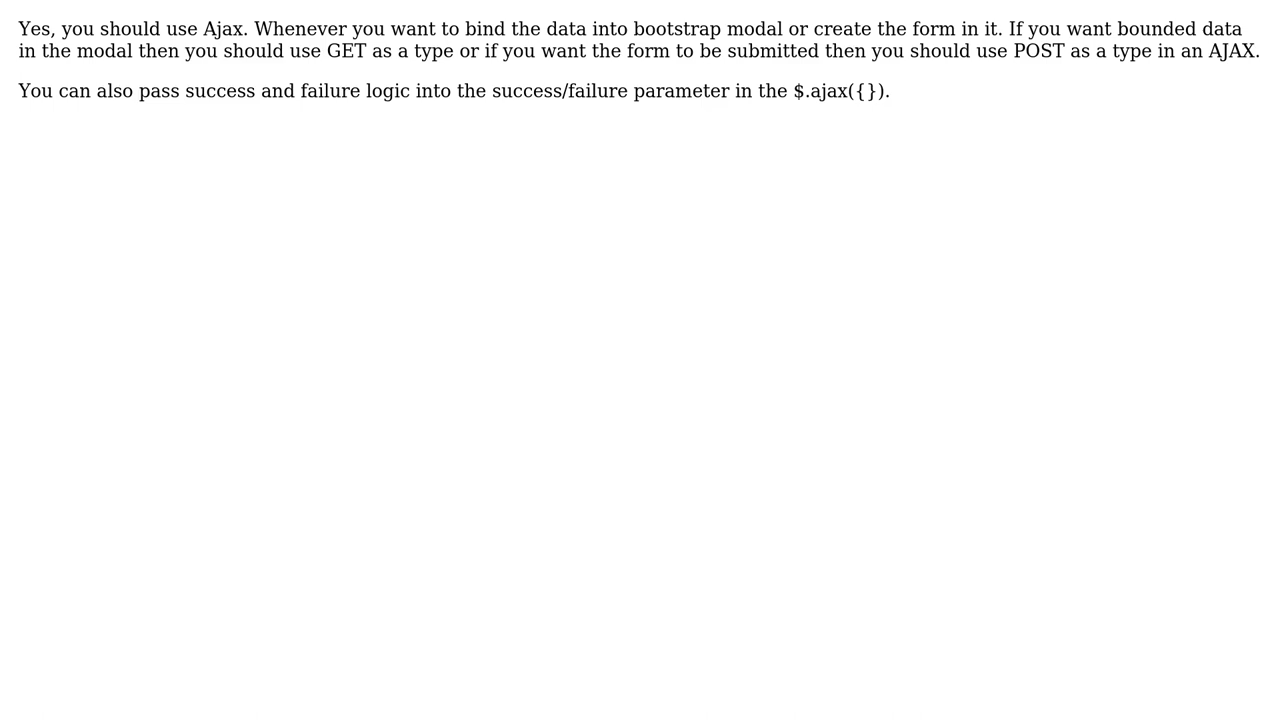 Yes, you should use Ajax. Whenever you want to bind the data into bootstrap modal or create the form in it. If you want bounded data
in the modal then you should use GET as a type or if you want the form to be submitted then you should use POST as a type in an AJAX.
You can also pass success and failure logic into the success/failure parameter in the $.ajax({}).